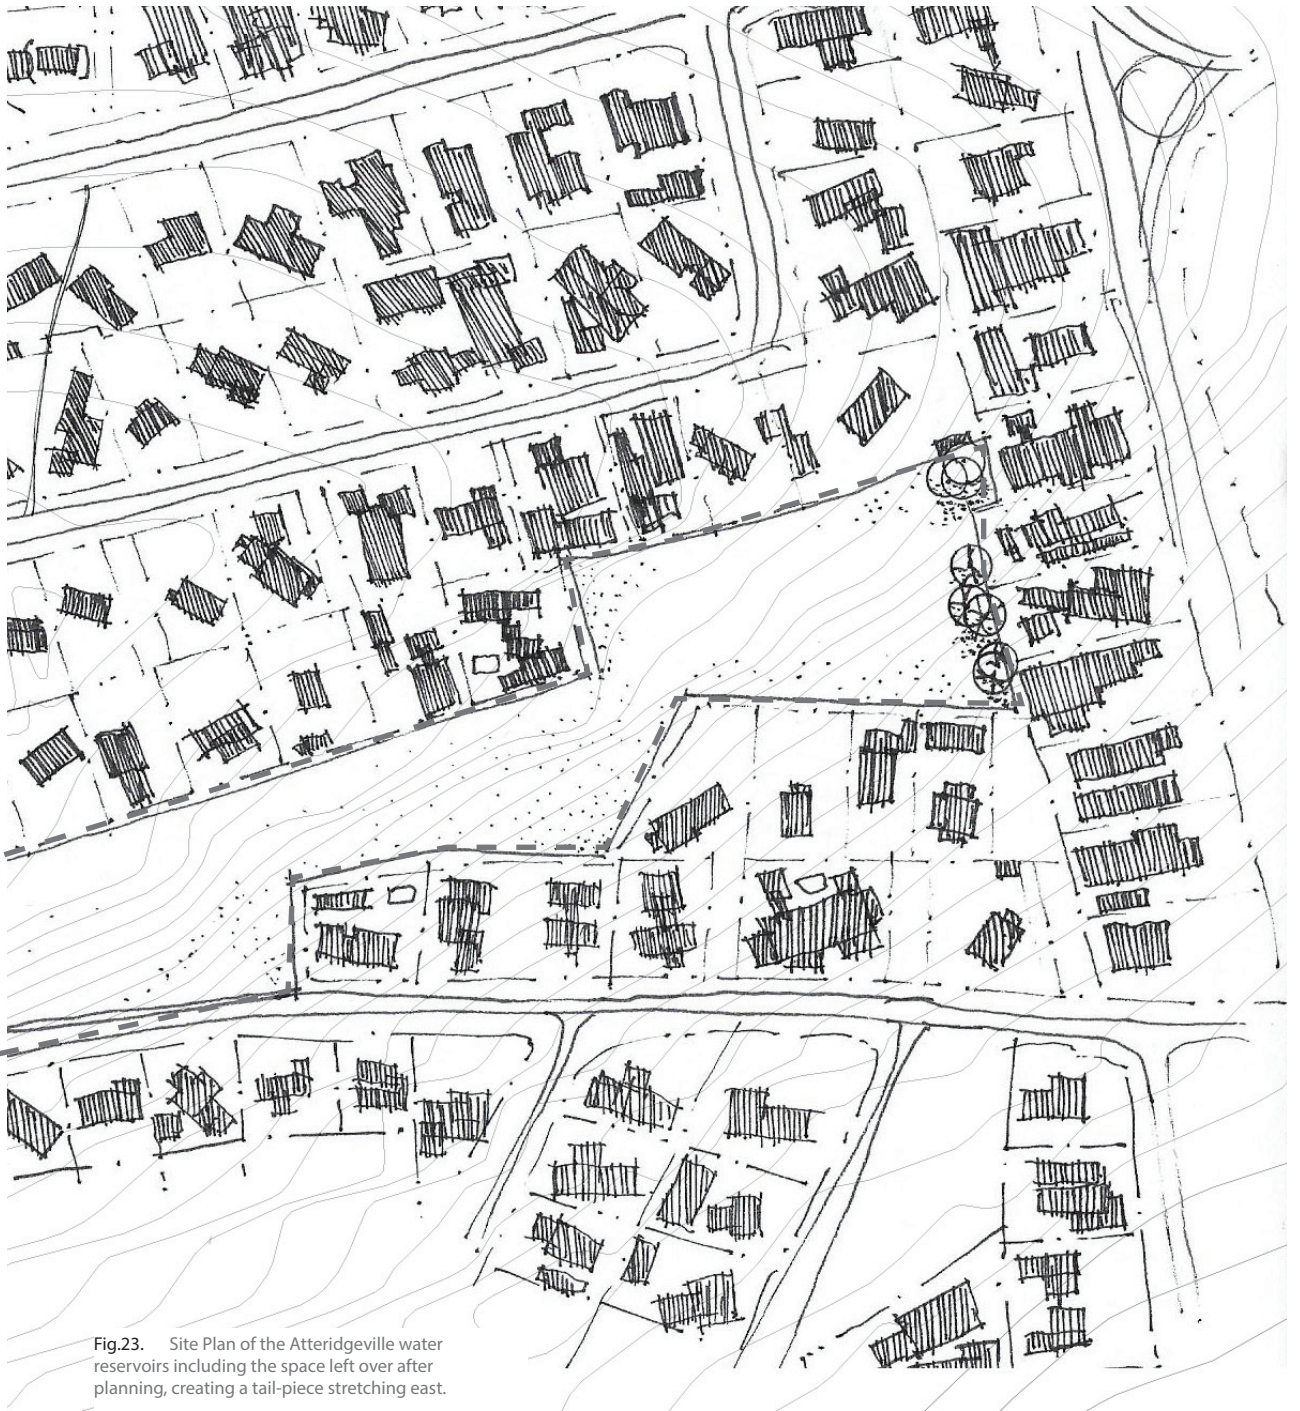 Fig.23. Site Plan of the Atteridgeville water
reservoirs including the space left over after
planning, creating a tail-piece stretching east.